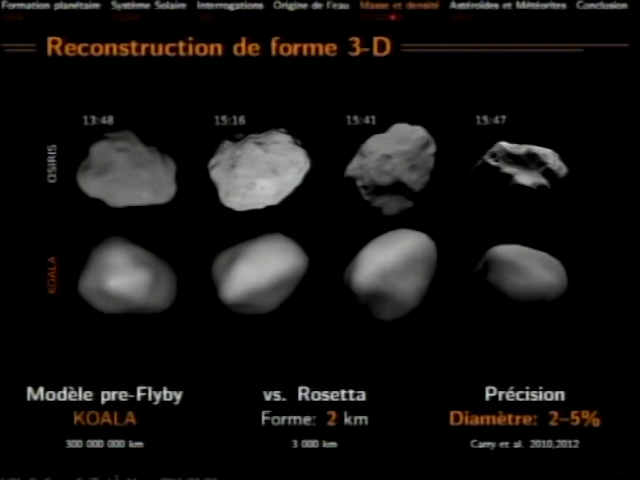 Formation planétaire Système Solaire Interrogations Origine de l'eau Masse et densité Astéroïdes et Météorites Conclusion
Reconstruction de forme 3-D
13:48 15:16 15:41 15:47
OSIRIS
KOALA
Modèle pre-Flyby vs. Rosetta Précision
KOALA Forme: 2 km Diamètre: 2-5%
300 000 000 km 3 000 km Carry et al. 2010,2012